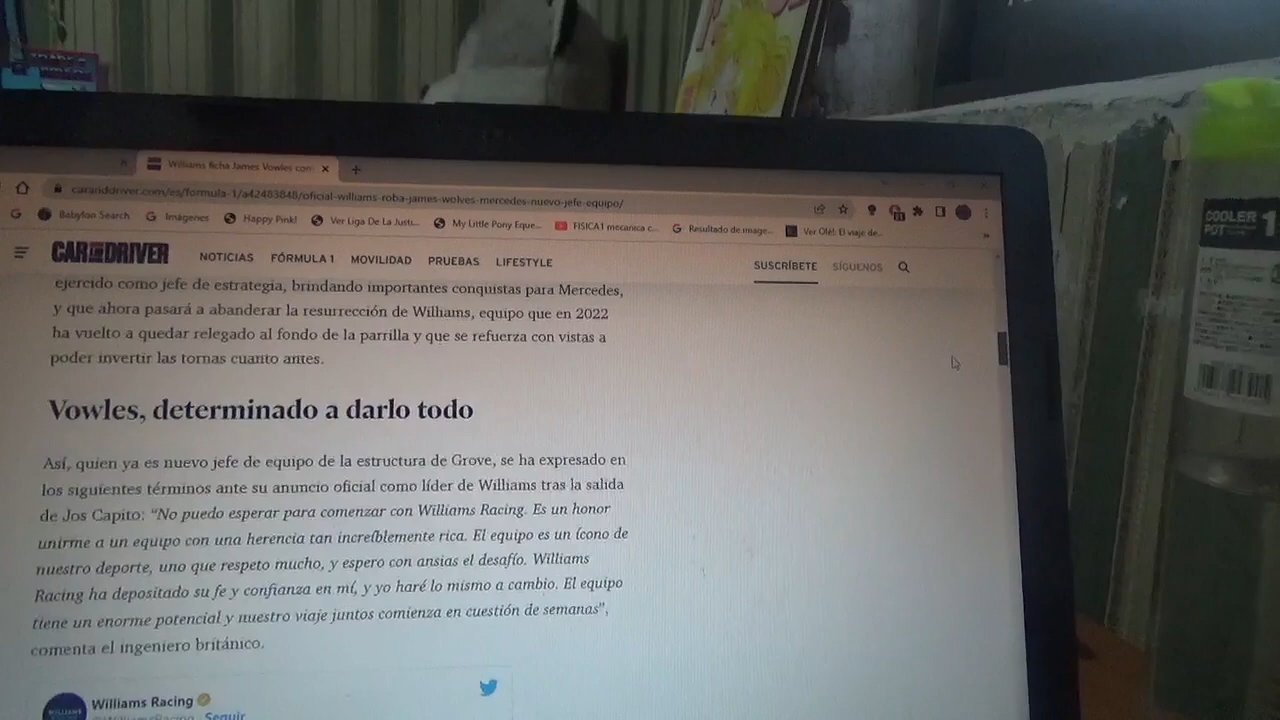 Williams ficha James Vowles con
caranddriver.com/es/formula-1/a42483848/oficial-williams-roba-james-wolves-mercedes-nuevo-jefe-equipo/
Babylon Search Imágenes Happy Pink! Ver Liga De La Justi... My Little Pony Eque... FISICA1 mecanica c... Resultado de image... Ver Olé! El viaje de...
CAR AND DRIVER NOTICIAS FÓRMULA 1 MOVILIDAD PRUEBAS LIFESTYLE SUSCRÍBETE SÍGUENOS
ejercido como jefe de estrategia, brindando importantes conquistas para Mercedes,
y que ahora pasará a abanderar la resurrección de Williams, equipo que en 2022
ha vuelto a quedar relegado al fondo de la parrilla y que se refuerza con vistas a
poder invertir las tornas cuanto antes.
Vowles, determinado a darlo todo
Así, quien ya es nuevo jefe de equipo de la estructura de Grove, se ha expresado en
los siguientes términos ante su anuncio oficial como líder de Williams tras la salida
de Jos Capito: “No puedo esperar para comenzar con Williams Racing. Es un honor
unirme a un equipo con una herencia tan increíblemente rica. El equipo es un ícono de
nuestro deporte, uno que respeto mucho, y espero con ansias el desafío. Williams
Racing ha depositado su fe y confianza en mí, y yo haré lo mismo a cambio. El equipo
tiene un enorme potencial y nuestro viaje juntos comienza en cuestión de semanas”,
comenta el ingeniero británico.
Williams Racing
@WilliamsRacing · Seguir
WILLIAMS
COOLER
POT 1